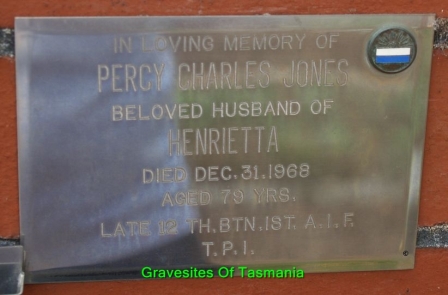 IN LOVING MEMORY OF
PERCY CHARLES JONES
BELOVED HUSBAND OF
HENRIETTA
DIED DEC. 31. 1968
AGED 79 YRS.
LATE 12 TH. BTN. IST. A. I. F.
T. P. I.
Gravesites Of Tasmania